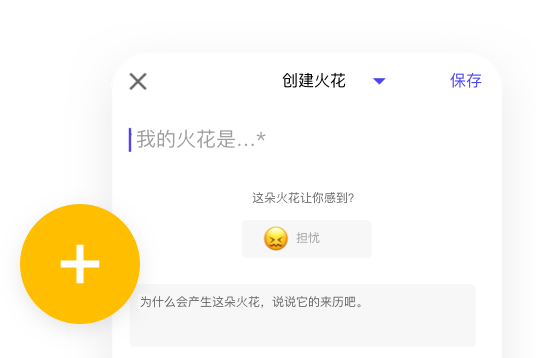 创建火花
保存
我的火花是...*
这朵火花让你感到?
担忧
为什么会产生这朵火花，说说它的来历吧。